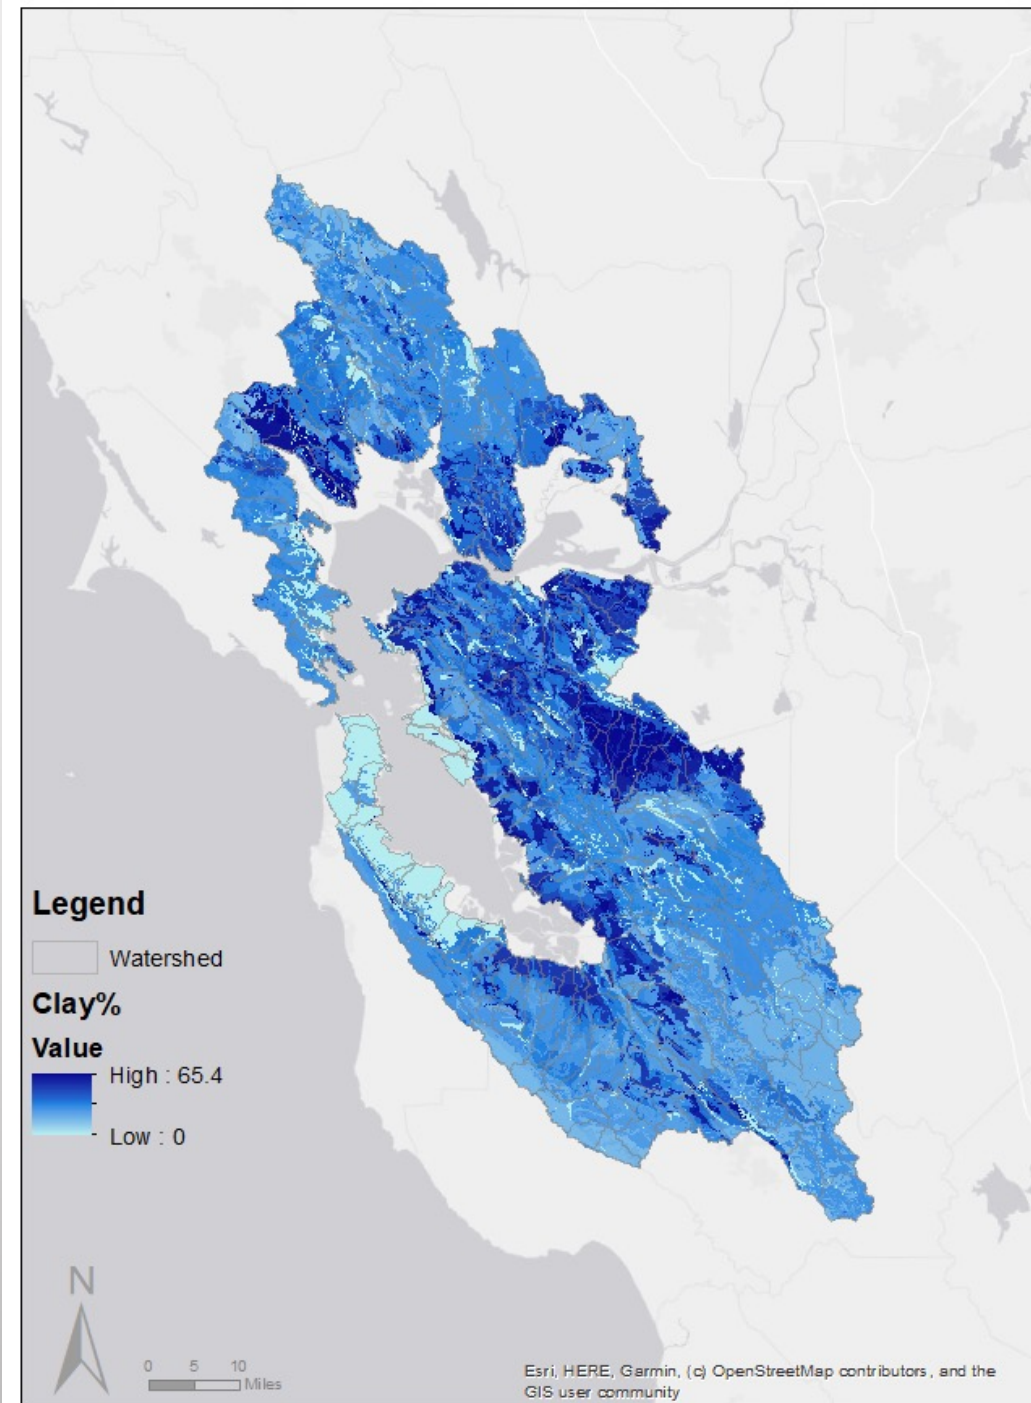 Legend
Watershed
Clay%
Value
High : 65.4
Low : 0
N
0 5 10
Miles
Esri, HERE, Garmin, (c) OpenStreetMap contributors, and the
GIS user community